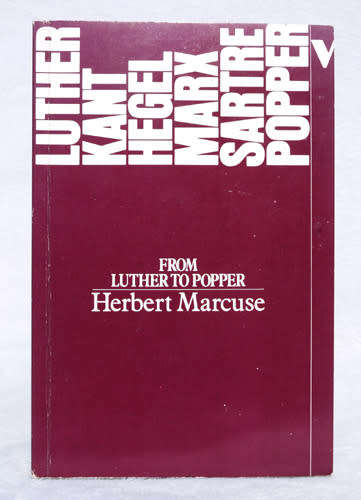 LUTHER
KANT
HEGEL
MARX
SARTRE
POPPER
V
FROM
LUTHER TO POPPER
Herbert Marcuse